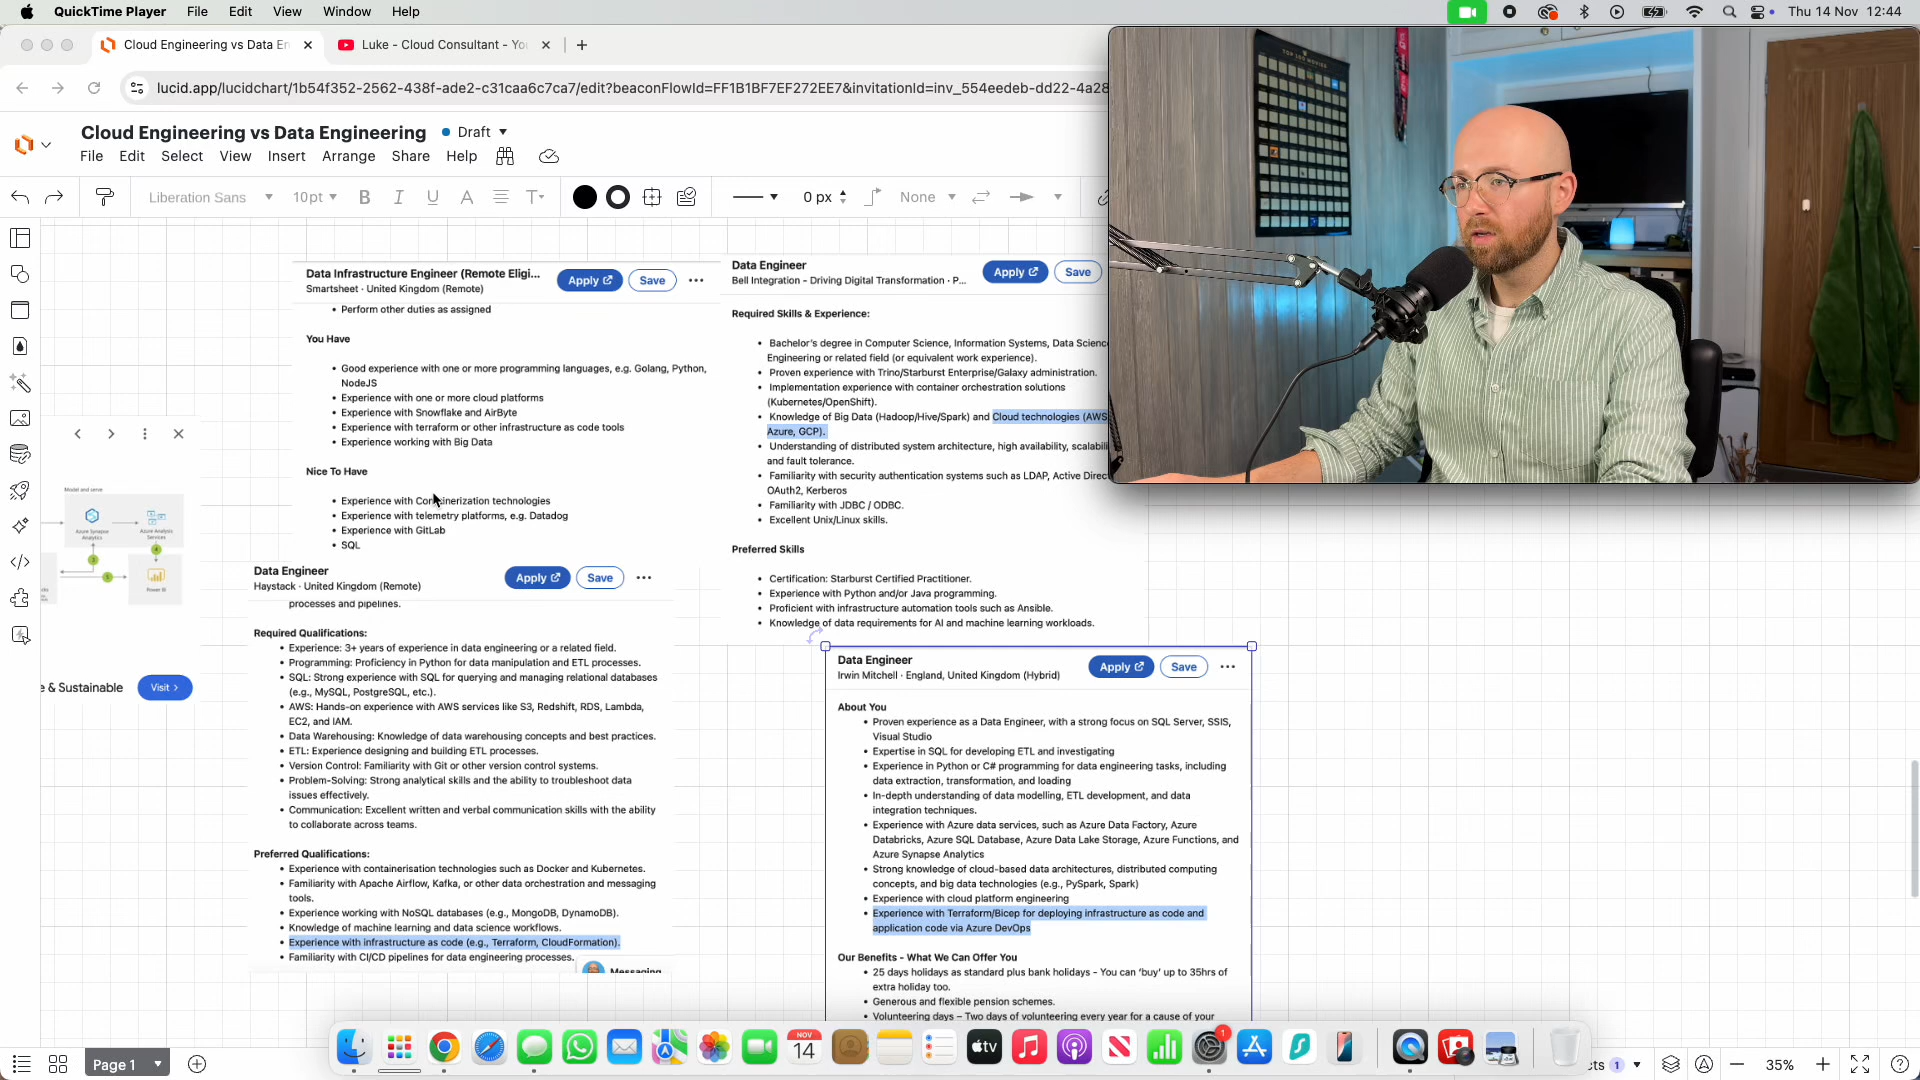 QuickTime Player File Edit View Window Help
Thu 14 Nov 12:44
Cloud Engineering vs Data En
Luke - Cloud Consultant - Yo
lucid.app/lucidchart/1b54f352-2562-438f-ade2-c31caa6c7ca7/edit?beaconFlowId=FF1B1BF7EF272EE7&invitationId=inv_554eedeb-dd22-4a28
Cloud Engineering vs Data Engineering
Draft
File Edit Select View Insert Arrange Share Help
Liberation Sans 10pt B I U A T 0 px None
TOP 100 MOVIES
Data Infrastructure Engineer (Remote Eligi...
Smartsheet · United Kingdom (Remote)
Apply Save
• Perform other duties as assigned
You Have
• Good experience with one or more programming languages, e.g. Golang, Python,
NodeJS
• Experience with one or more cloud platforms
• Experience with Snowflake and AirByte
• Experience with terraform or other infrastructure as code tools
• Experience working with Big Data
Nice To Have
• Experience with Containerization technologies
• Experience with telemetry platforms, e.g. Datadog
• Experience with GitLab
• SQL
Data Engineer
Bell Integration - Driving Digital Transformation · P...
Apply Save
Required Skills & Experience:
• Bachelor's degree in Computer Science, Information Systems, Data Science
Engineering or related field (or equivalent work experience).
• Proven experience with Trino/Starburst Enterprise/Galaxy administration.
• Implementation experience with container orchestration solutions
(Kubernetes/OpenShift).
• Knowledge of Big Data (Hadoop/Hive/Spark) and Cloud technologies (AWS
Azure, GCP).
• Understanding of distributed system architecture, high availability, scalabili
and fault tolerance.
• Familiarity with security authentication systems such as LDAP, Active Direc
OAuth2, Kerberos
• Familiarity with JDBC / ODBC.
• Excellent Unix/Linux skills.
Preferred Skills
• Certification: Starburst Certified Practitioner.
• Experience with Python and/or Java programming.
• Proficient with infrastructure automation tools such as Ansible.
• Knowledge of data requirements for AI and machine learning workloads.
Model and serve
Azure Synapse
Analytics
Azure Analysis
Services
Power BI
e & Sustainable
Visit >
Data Engineer
Haystack · United Kingdom (Remote)
Apply Save
processes and pipelines.
Required Qualifications:
• Experience: 3+ years of experience in data engineering or a related field.
• Programming: Proficiency in Python for data manipulation and ETL processes.
• SQL: Strong experience with SQL for querying and managing relational databases
(e.g., MySQL, PostgreSQL, etc.).
• AWS: Hands-on experience with AWS services like S3, Redshift, RDS, Lambda,
EC2, and IAM.
• Data Warehousing: Knowledge of data warehousing concepts and best practices.
• ETL: Experience designing and building ETL processes.
• Version Control: Familiarity with Git or other version control systems.
• Problem-Solving: Strong analytical skills and the ability to troubleshoot data
issues effectively.
• Communication: Excellent written and verbal communication skills with the ability
to collaborate across teams.
Preferred Qualifications:
• Experience with containerisation technologies such as Docker and Kubernetes.
• Familiarity with Apache Airflow, Kafka, or other data orchestration and messaging
tools.
• Experience working with NoSQL databases (e.g., MongoDB, DynamoDB).
• Knowledge of machine learning and data science workflows.
• Experience with infrastructure as code (e.g., Terraform, CloudFormation).
• Familiarity with CI/CD pipelines for data engineering processes.
Messaging
Data Engineer
Irwin Mitchell · England, United Kingdom (Hybrid)
Apply Save
About You
• Proven experience as a Data Engineer, with a strong focus on SQL Server, SSIS,
Visual Studio
• Expertise in SQL for developing ETL and investigating
• Experience in Python or C# programming for data engineering tasks, including
data extraction, transformation, and loading
• In-depth understanding of data modelling, ETL development, and data
integration techniques.
• Experience with Azure data services, such as Azure Data Factory, Azure
Databricks, Azure SQL Database, Azure Data Lake Storage, Azure Functions, and
Azure Synapse Analytics
• Strong knowledge of cloud-based data architectures, distributed computing
concepts, and big data technologies (e.g., PySpark, Spark)
• Experience with cloud platform engineering
• Experience with Terraform/Bicep for deploying infrastructure as code and
application code via Azure DevOps
Our Benefits - What We Can Offer You
• 25 days holidays as standard plus bank holidays - You can 'buy' up to 35hrs of
extra holiday too.
• Generous and flexible pension schemes.
• Volunteering days – Two days of volunteering every year for a cause of your
NOV
14
tv
1
Page 1
cts 1
35%